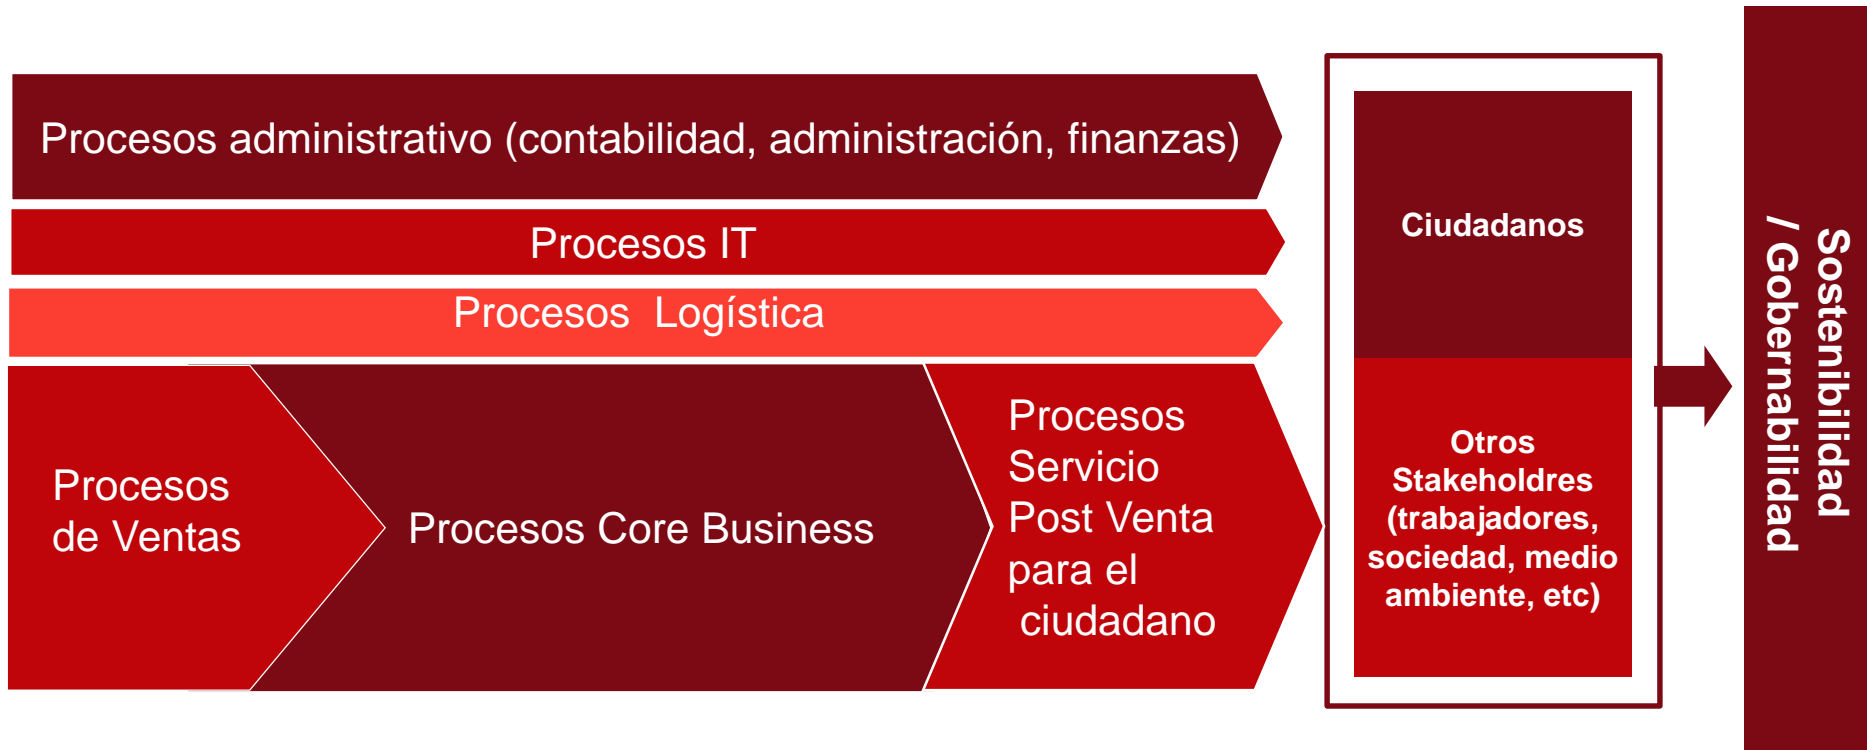 Procesos administrativo (contabilidad, administración, finanzas)
Procesos IT
Procesos  Logística
Procesos
de Ventas
Procesos Core Business
Procesos
Servicio
Post Venta
para el
ciudadano
Ciudadanos
Otros
Stakeholdres
(trabajadores,
sociedad, medio
ambiente, etc)
Sostenibilidad
/ Gobernabilidad